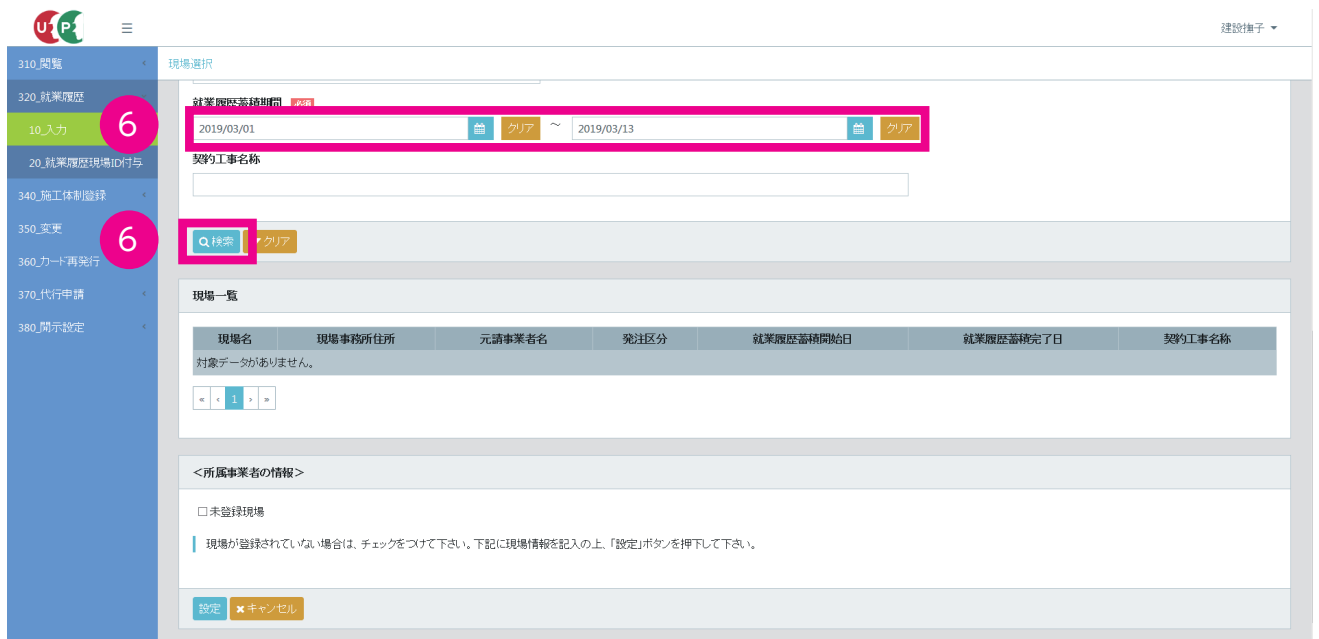 UP
建設撫子
310_閲覧
320_就業履歴
10_入力
20_就業履歴現場ID付与
340_施工体制登録
350_変更
360_カード再発行
370_代行申請
380_開示設定
6
6
現場選択
就業履歴蓄積期間 必須
2019/03/01 クリア ～ 2019/03/13 クリア
契約工事名称
検索 クリア
現場一覧
現場名 現場事務所住所 元請事業者名 発注区分 就業履歴蓄積開始日 就業履歴蓄積完了日 契約工事名称
対象データがありません。
« ‹ 1 › »
＜所属事業者の情報＞
未登録現場
現場が登録されていない場合は、チェックをつけて下さい。下記に現場情報を記入の上、「設定」ボタンを押下して下さい。
設定 ×キャンセル